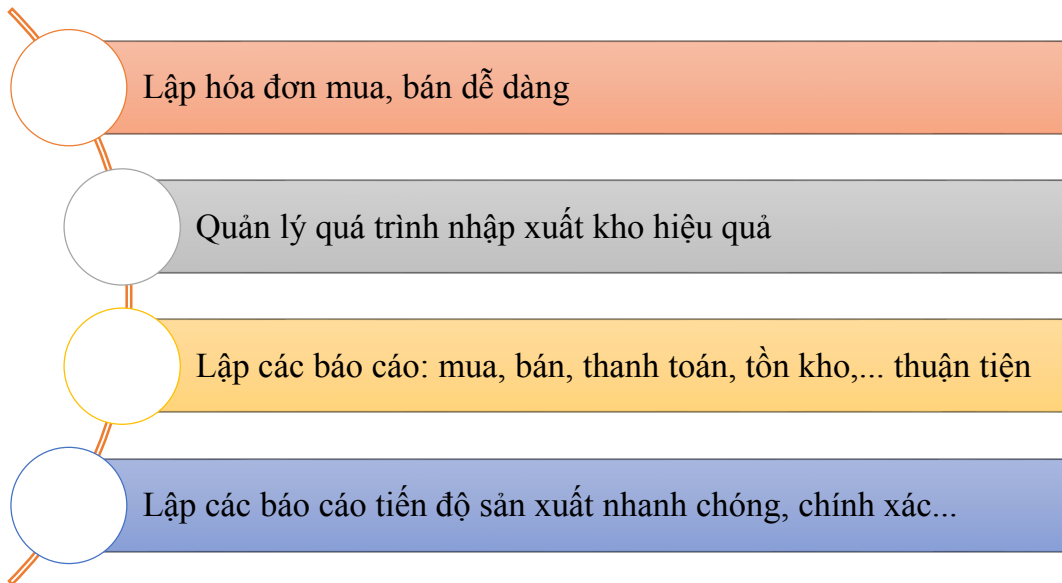 Lập hóa đơn mua, bán dễ dàng
Quản lý quá trình nhập xuất kho hiệu quả
Lập các báo cáo: mua, bán, thanh toán, tồn kho,... thuận tiện
Lập các báo cáo tiến độ sản xuất nhanh chóng, chính xác...